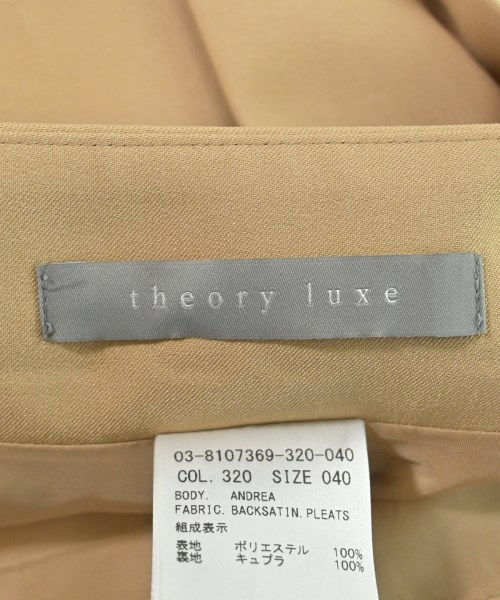 theory luxe
03-8107369-320-040
COL. 320 SIZE 040
BODY. ANDREA
FABRIC. BACKSATIN. PLEATS
組成表示
表地 ポリエステル 100%
裏地 キュプラ 100%